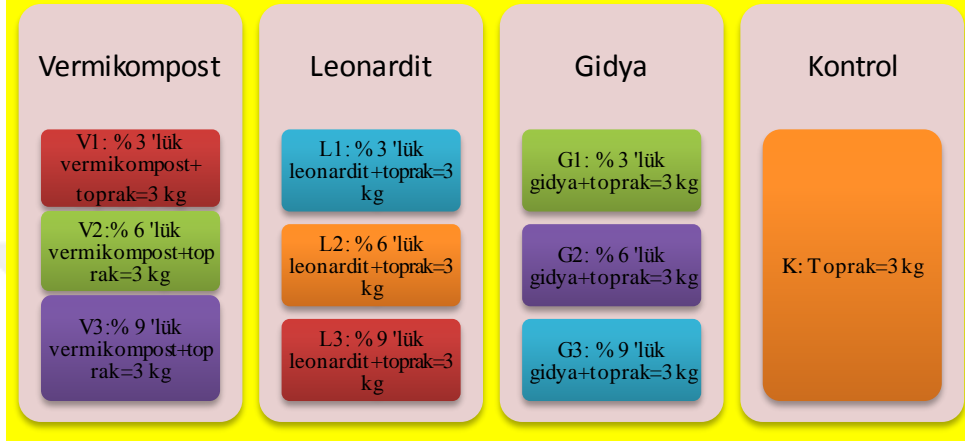 Vermikompost
V1: % 3 'lük
vermikompost+
toprak=3 kg
V2:% 6 'lük
vermikompost+top
rak=3 kg
V3:% 9 'lük
vermikompost+top
rak=3 kg
Leonardit
L1: % 3 'lük
leonardit+toprak=3
kg
L2: % 6 'lük
leonardit+toprak=3
kg
L3: % 9 'lük
leonardit+toprak=3
kg
Gidya
G1: % 3 'lük
gidya+toprak=3 kg
G2: % 6 'lük
gidya+toprak=3 kg
G3: % 9 'lük
gidya+toprak=3 kg
Kontrol
K: Toprak=3 kg